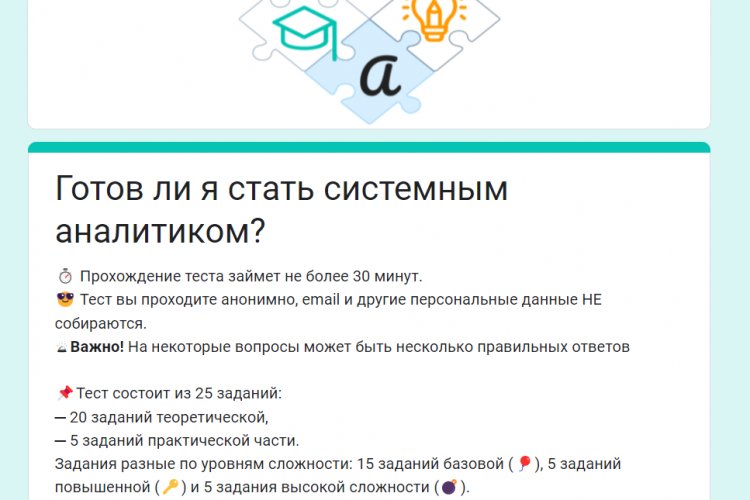 a
Готов ли я стать системным
аналитиком?
⏱ Прохождение теста займет не более 30 минут.
😎 Тест вы проходите анонимно, email и другие персональные данные НЕ
собираются.
Важно! На некоторые вопросы может быть несколько правильных ответов
📌 Тест состоит из 25 заданий:
— 20 заданий теоретической,
— 5 заданий практической части.
Задания разные по уровням сложности: 15 заданий базовой (🎈), 5 заданий
повышенной (🔑) и 5 задания высокой сложности (💣).